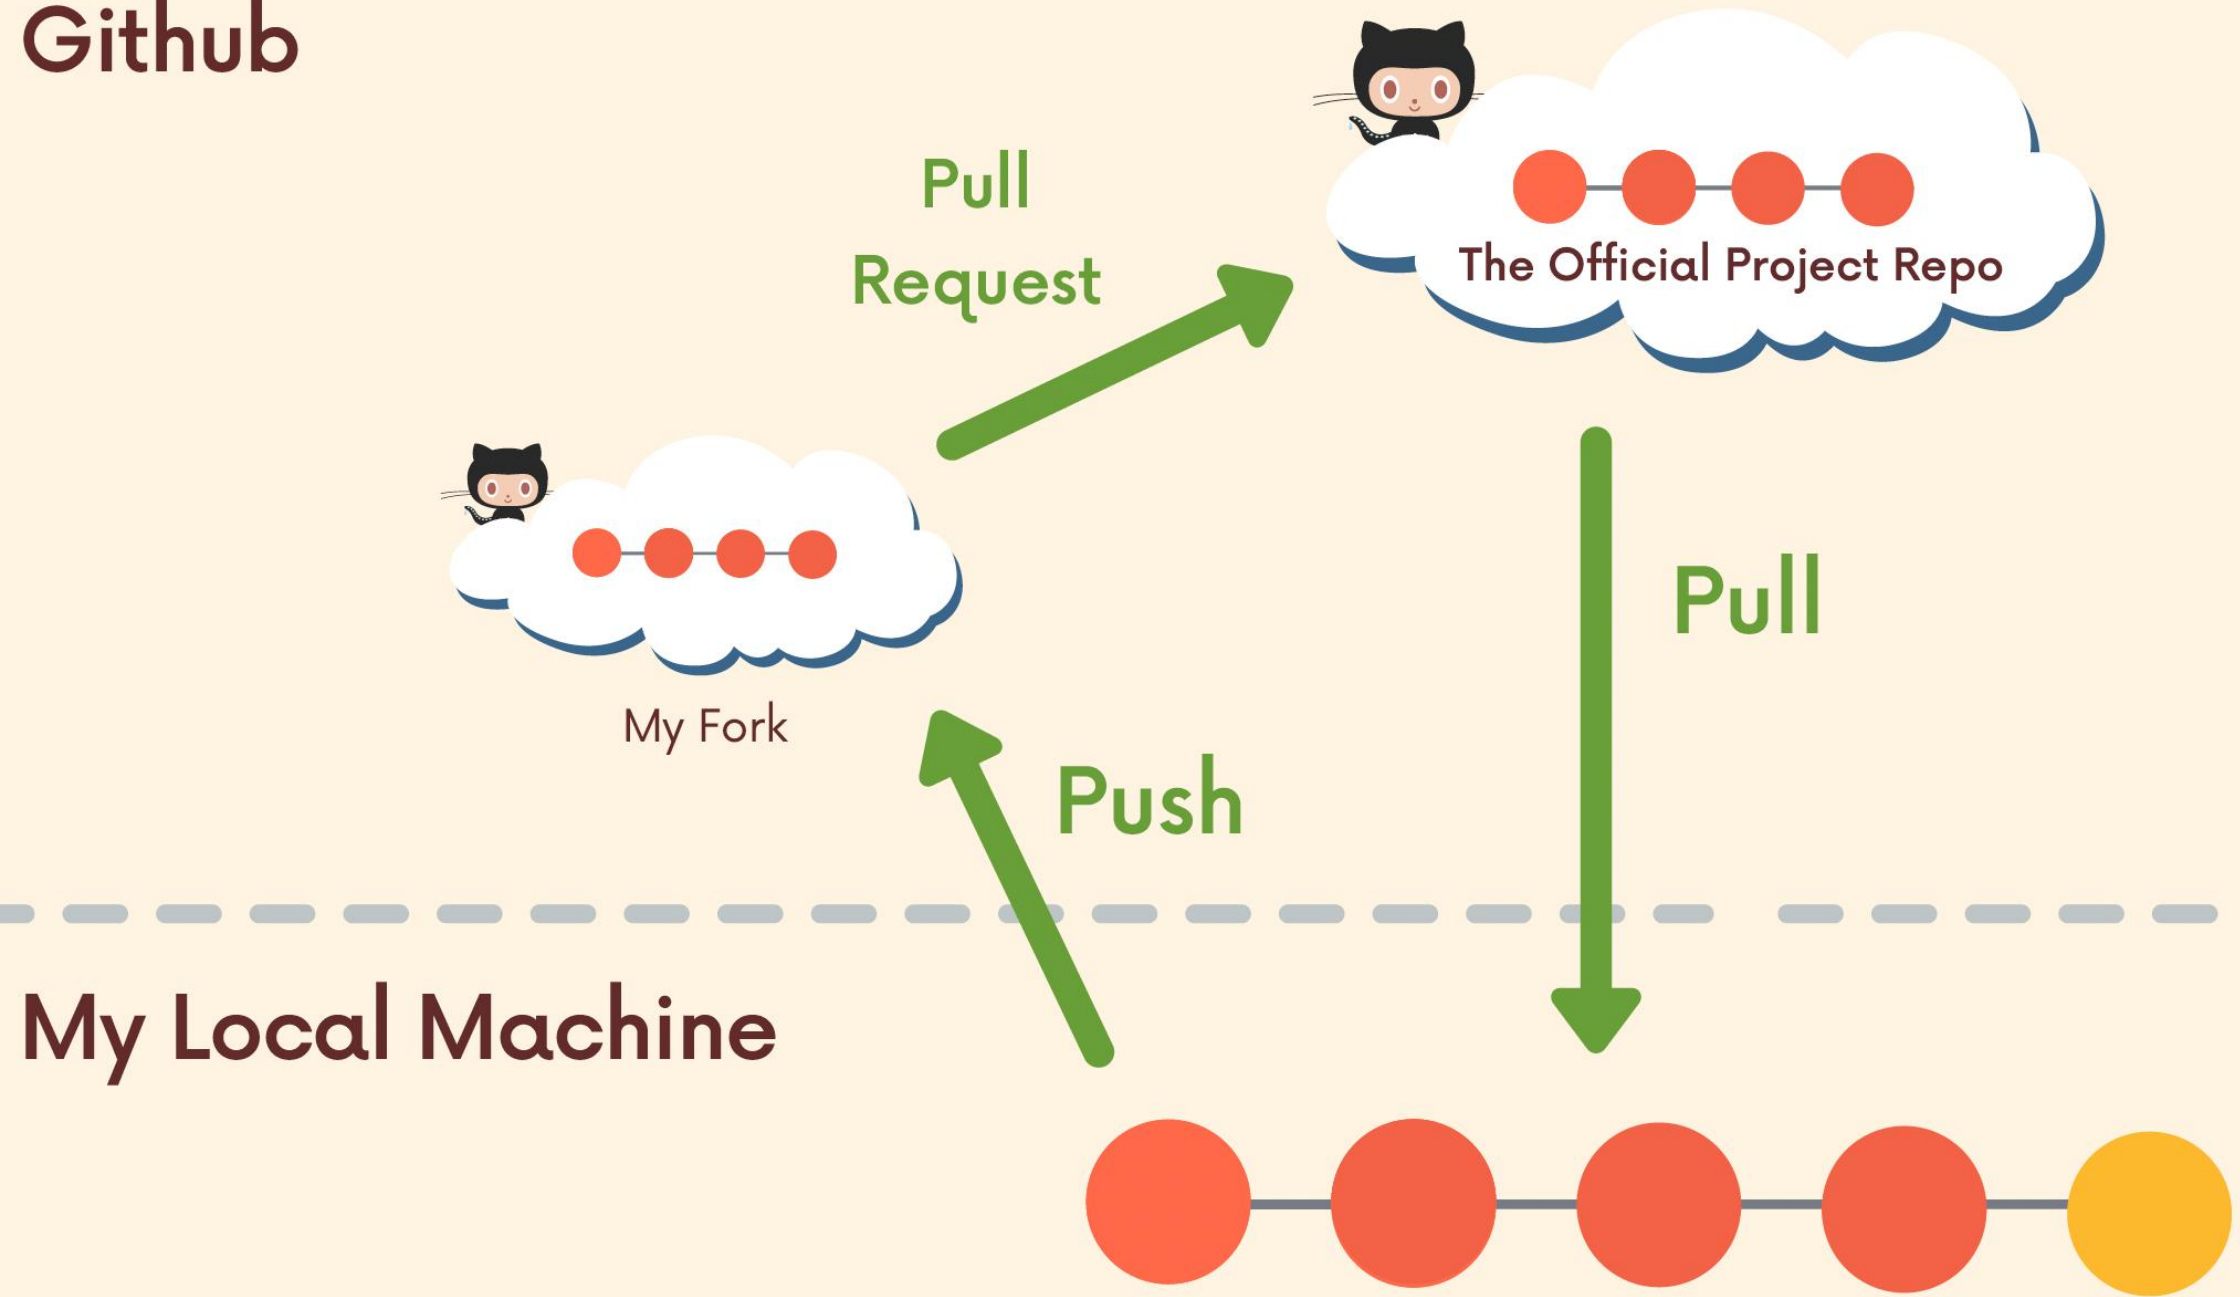 Github
Pull
Request
The Official Project Repo
Pull
My Fork
Push
My Local Machine